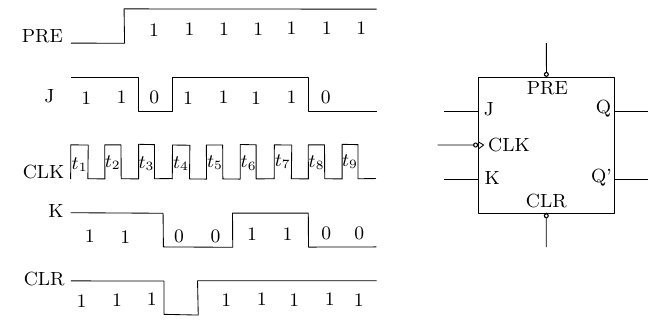 PRE 1 1 1 1 1 1 1
J 1 1 0 1 1 1 1 0
CLK t1 t2 t3 t4 t5 t6 t7 t8 t9
K 1 1 0 0 1 1 0 0
CLR 1 1 1 1 1 1 1 1
PRE
J Q
CLK
K Q'
CLR